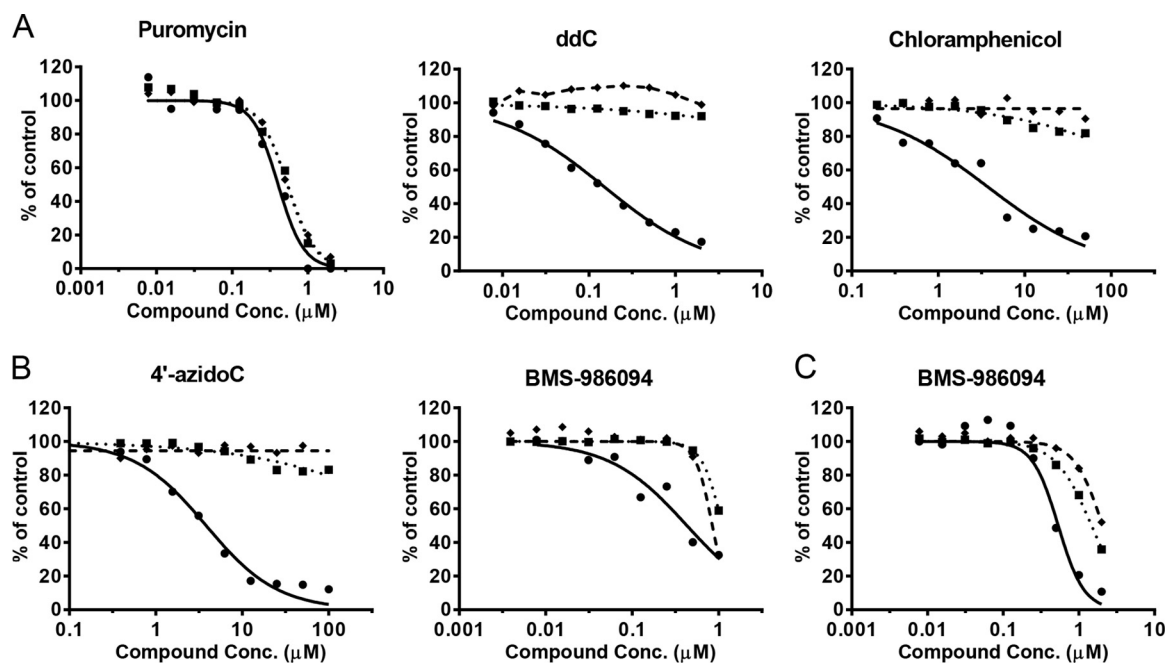 A
Puromycin
ddC
Chloramphenicol
% of control
120
100
80
60
40
20
0
0.001 0.01 0.1 1 10
Compound Conc. (μM)
% of control
120
100
80
60
40
20
0
0.01 0.1 1 10
Compound Conc. (μM)
% of control
120
100
80
60
40
20
0
0.1 1 10 100
Compound Conc. (μM)
B
4'-azidoC
BMS-986094
C
BMS-986094
% of control
120
100
80
60
40
20
0
0.1 1 10 100
Compound Conc. (μM)
% of control
120
100
80
60
40
20
0
0.001 0.01 0.1 1 10
Compound Conc. (μM)
% of control
120
100
80
60
40
20
0
0.001 0.01 0.1 1 10
Compound Conc. (μM)